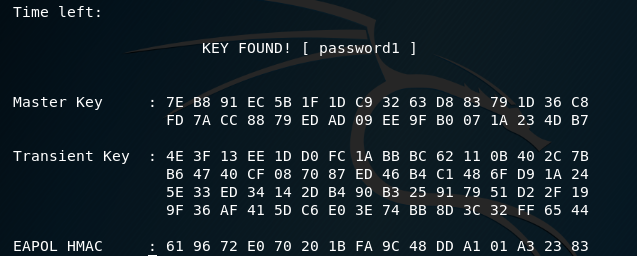 Time left:
KEY FOUND! [ password1 ]
Master Key : 7E B8 91 EC 5B 1F 1D C9 32 63 D8 83 79 1D 36 C8
FD 7A CC 88 79 ED AD 09 EE 9F B0 07 1A 23 4D B7
Transient Key : 4E 3F 13 EE 1D D0 FC 1A BB BC 62 11 0B 40 2C 7B
B6 47 40 CF 08 70 87 ED 46 B4 C1 48 6F D9 1A 24
5E 33 ED 34 14 2D B4 90 B3 25 91 79 51 D2 2F 19
9F 36 AF 41 5D C6 E0 3E 74 BB 8D 3C 32 FF 65 44
EAPOL HMAC : 61 96 72 E0 70 20 1B FA 9C 48 DD A1 01 A3 23 83